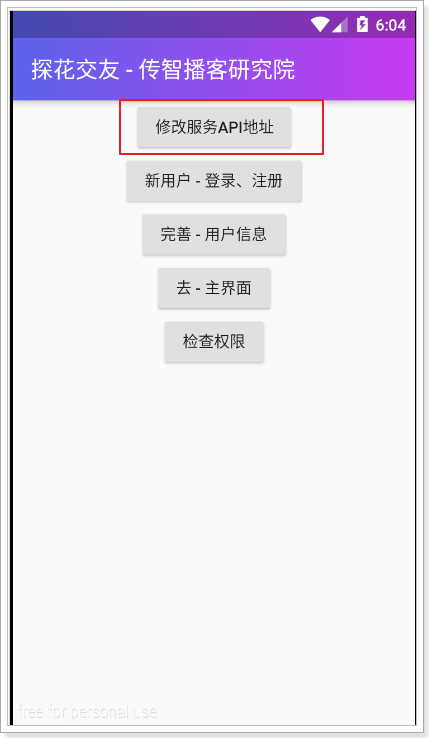 6:04
探花交友 - 传智播客研究院
修改服务API地址
新用户 - 登录、注册
完善 - 用户信息
去 - 主界面
检查权限
free for personal use